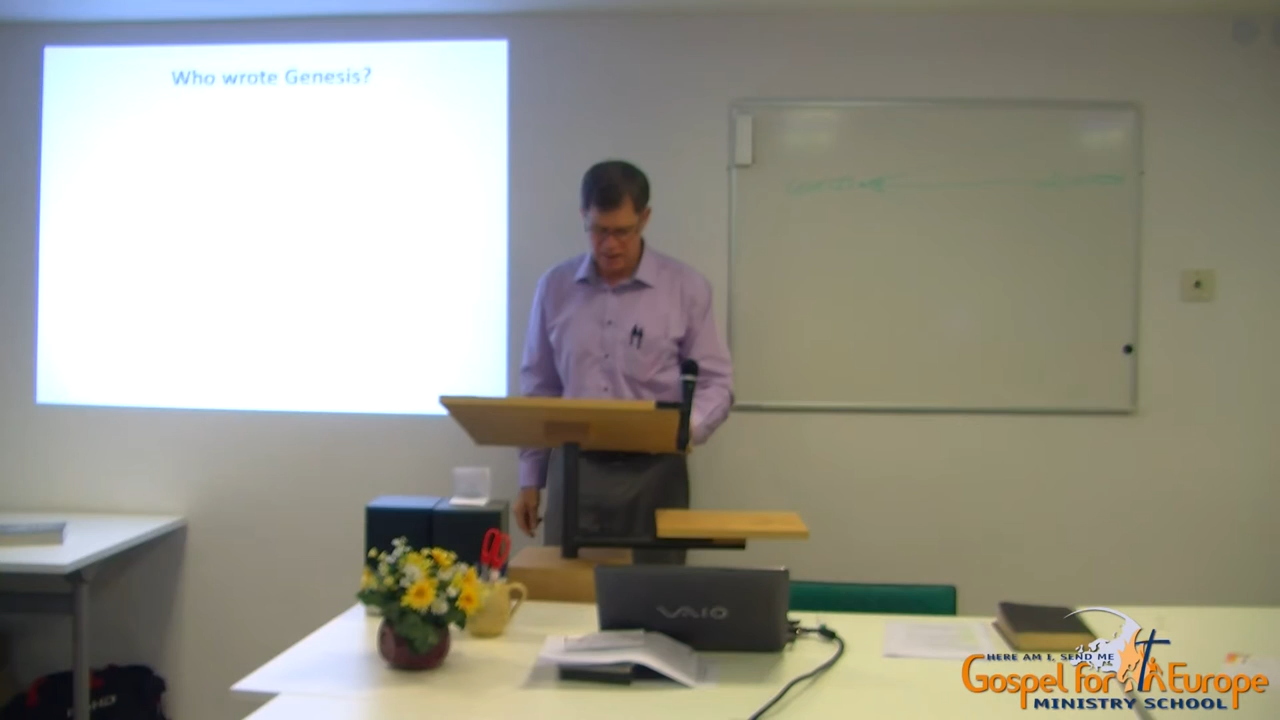 Who wrote Genesis?
VAIO
HERE AM I, SEND ME
Gospel for Europe
MINISTRY SCHOOL